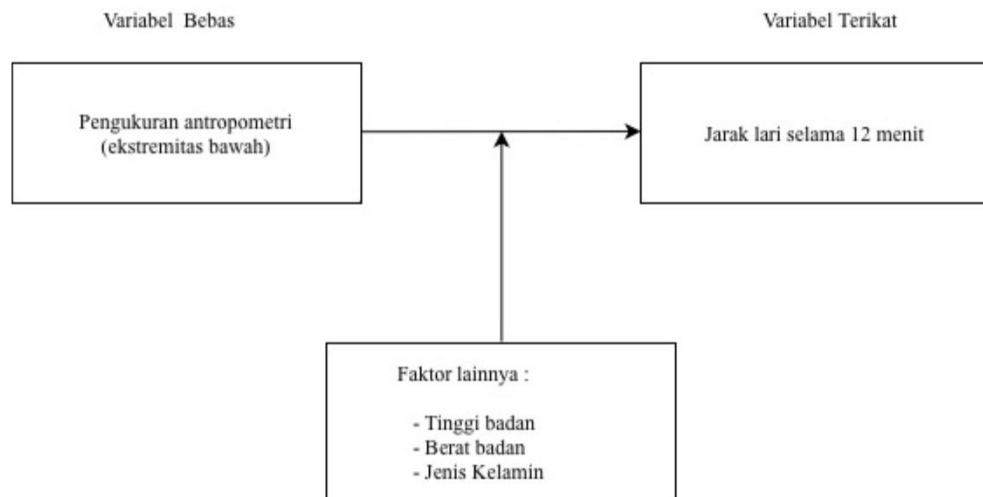 Variabel Bebas
Variabel Terikat
Pengukuran antropometri
(ekstremitas bawah)
Jarak lari selama 12 menit
Faktor lainnya :
- Tinggi badan
- Berat badan
- Jenis Kelamin